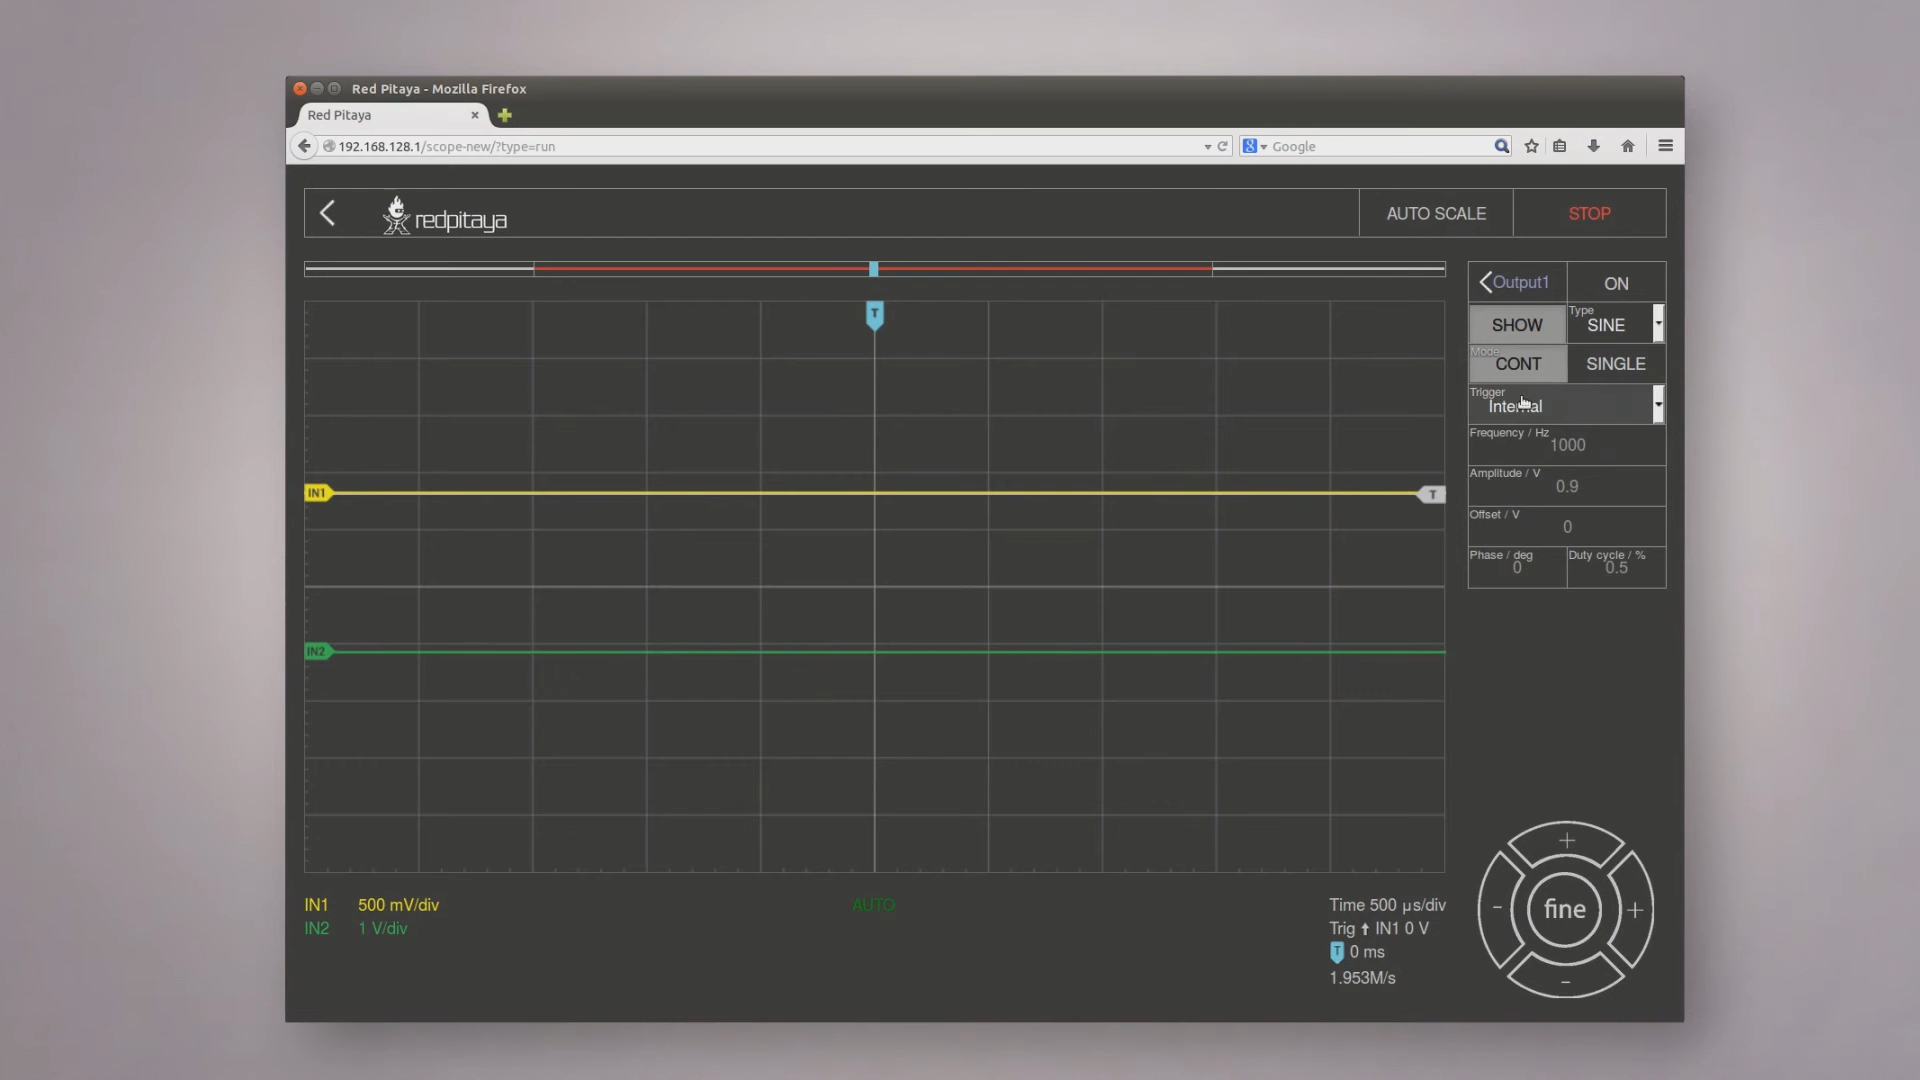 Red Pitaya - Mozilla Firefox
Red Pitaya
192.168.128.1/scope-new/?type=run
8
Google
redpitaya
AUTO SCALE
STOP
Output1
ON
SHOW
Type
SINE
Mode
CONT
SINGLE
Trigger
Internal
Frequency / Hz
1000
Amplitude / V
0.9
Offset / V
0
Phase / deg
0
Duty cycle / %
0.5
T
IN1
T
IN2
IN1 500 mV/div
IN2 1 V/div
AUTO
Time 500 µs/div
Trig IN1 0 V
T 0 ms
1.953M/s
+
-
fine
+
-